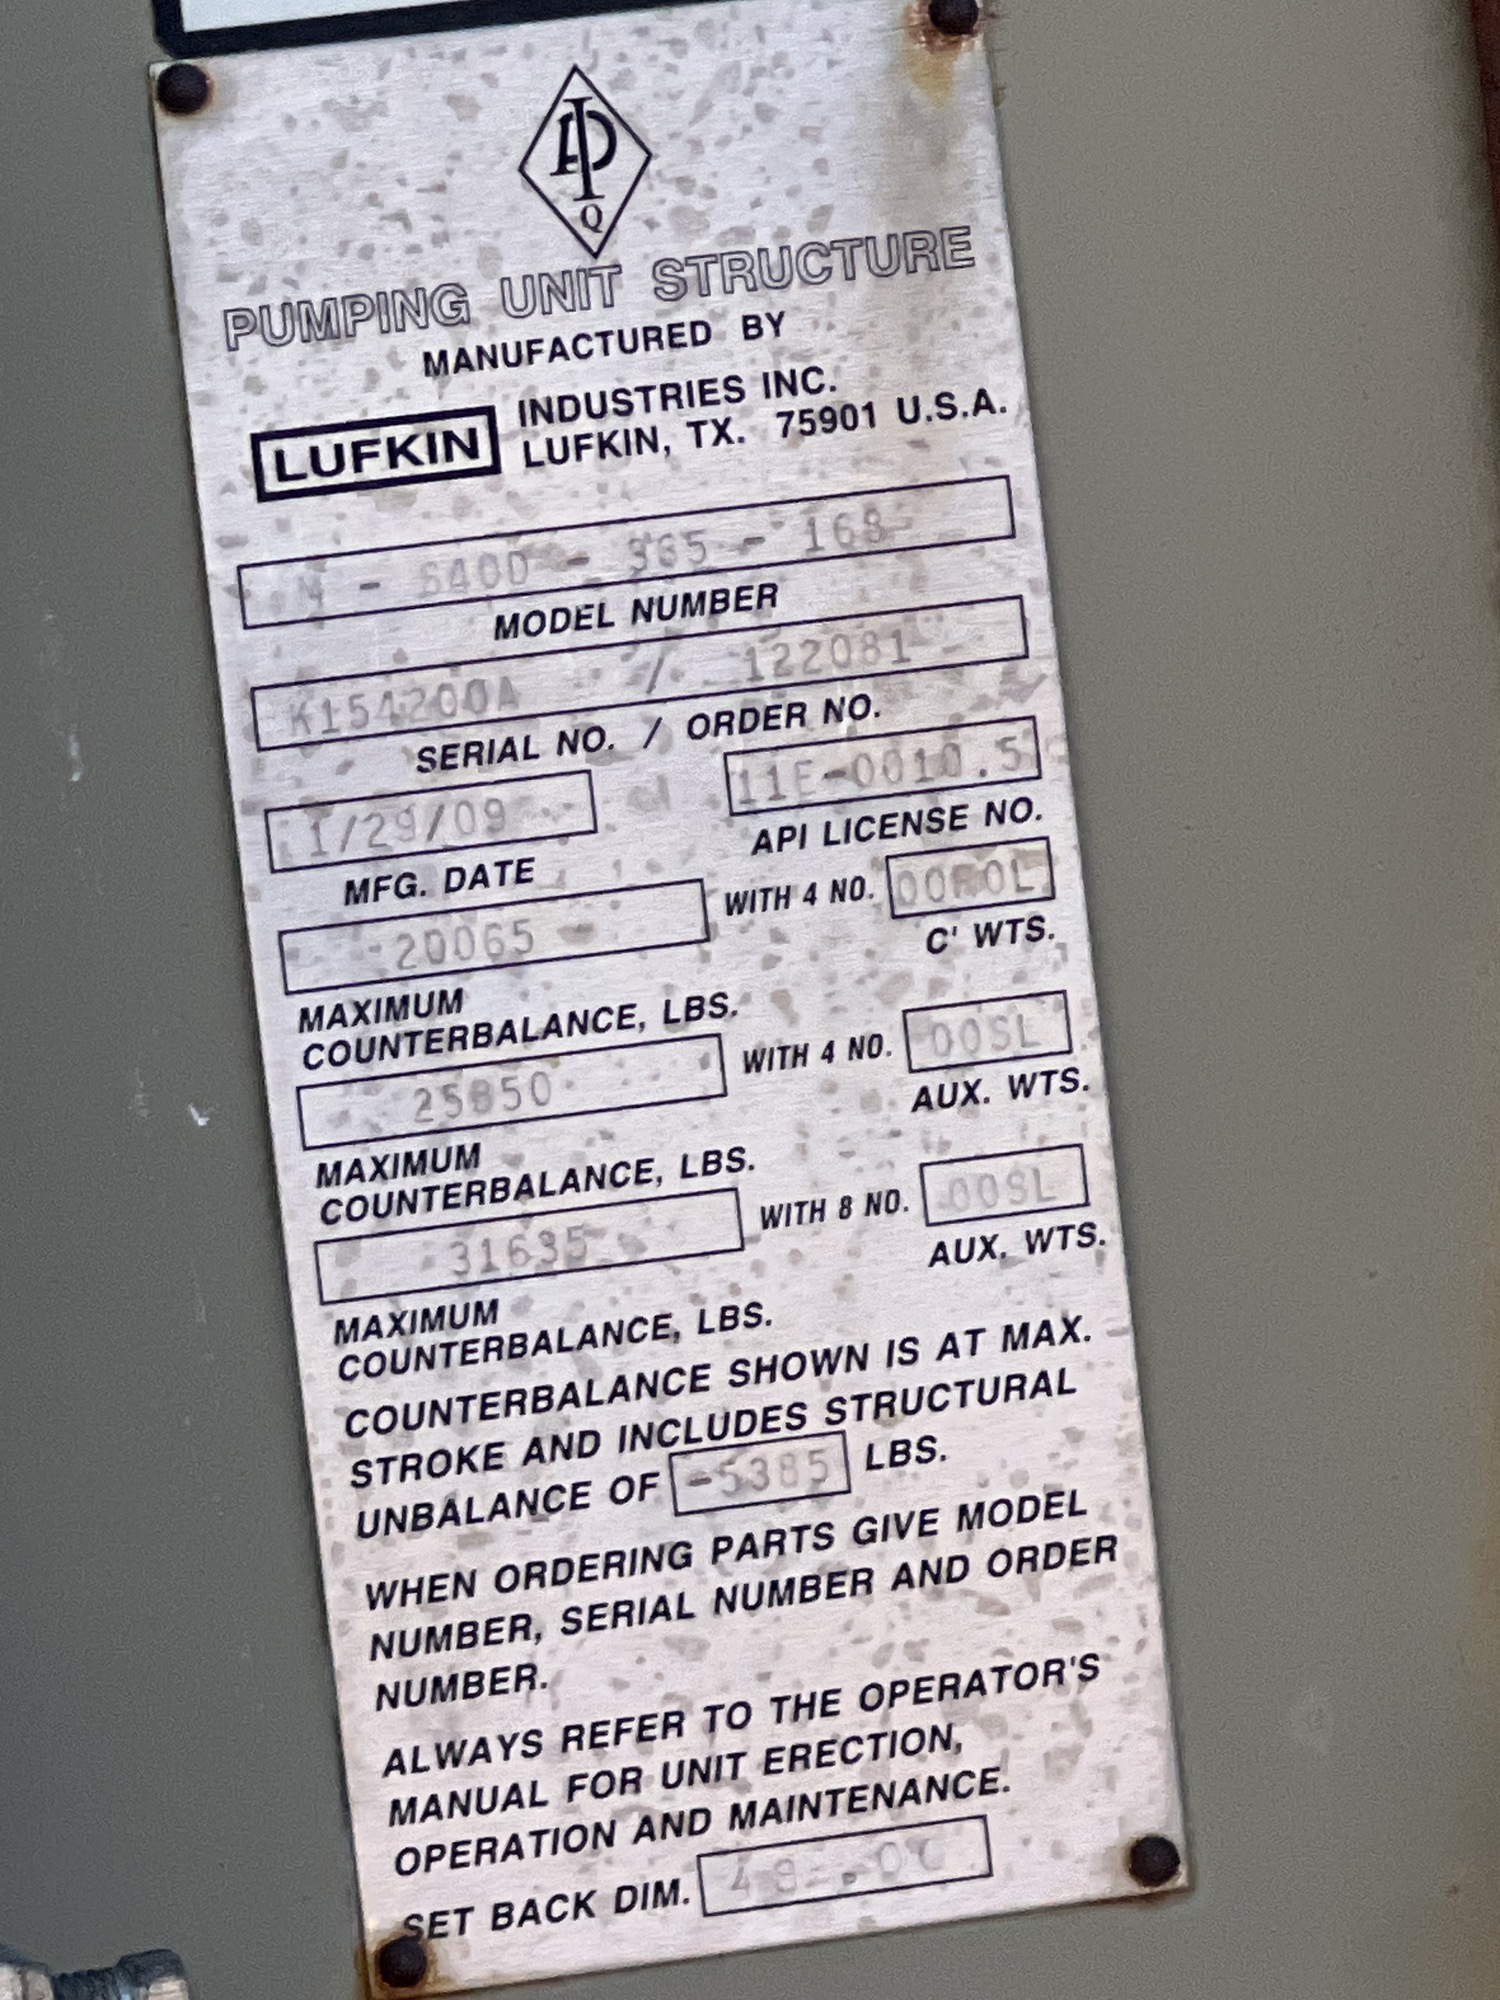 API
Q
PUMPING UNIT STRUCTURE
MANUFACTURED BY
LUFKIN INDUSTRIES INC.
LUFKIN, TX. 75901 U.S.A.
M - 640D - 365 - 168
MODEL NUMBER
K154200A / 122081
SERIAL NO. / ORDER NO.
1/29/09 11E-0010.5
MFG. DATE API LICENSE NO.
20065 WITH 4 NO. 00ROL
C' WTS.
MAXIMUM
COUNTERBALANCE, LBS.
25850 WITH 4 NO. 00SL
AUX. WTS.
MAXIMUM
COUNTERBALANCE, LBS.
31635 WITH 8 NO. 00SL
AUX. WTS.
MAXIMUM
COUNTERBALANCE, LBS.
COUNTERBALANCE SHOWN IS AT MAX.
STROKE AND INCLUDES STRUCTURAL
UNBALANCE OF -5385 LBS.
WHEN ORDERING PARTS GIVE MODEL
NUMBER, SERIAL NUMBER AND ORDER
NUMBER.
ALWAYS REFER TO THE OPERATOR'S
MANUAL FOR UNIT ERECTION,
OPERATION AND MAINTENANCE.
SET BACK DIM.